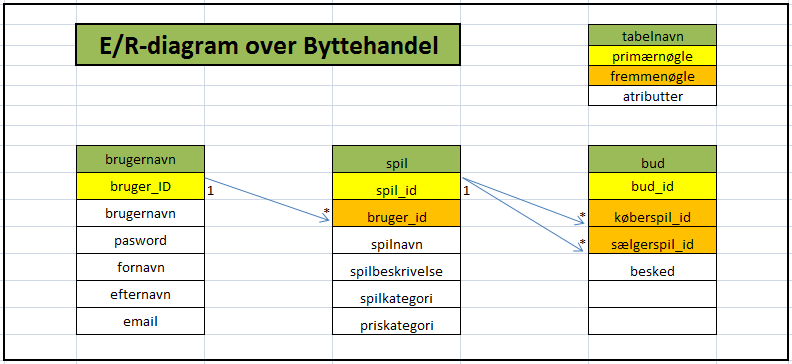 E/R-diagram over Byttehandel
tabelnavn
primærnøgle
fremmenøgle
atributter
brugernavn
bruger_ID
brugernavn
pasword
fornavn
efternavn
email
1
*
spil
spil_id
bruger_id
spilnavn
spilbeskrivelse
spilkategori
priskategori
1
*
*
bud
bud_id
køberspil_id
sælgerspil_id
besked